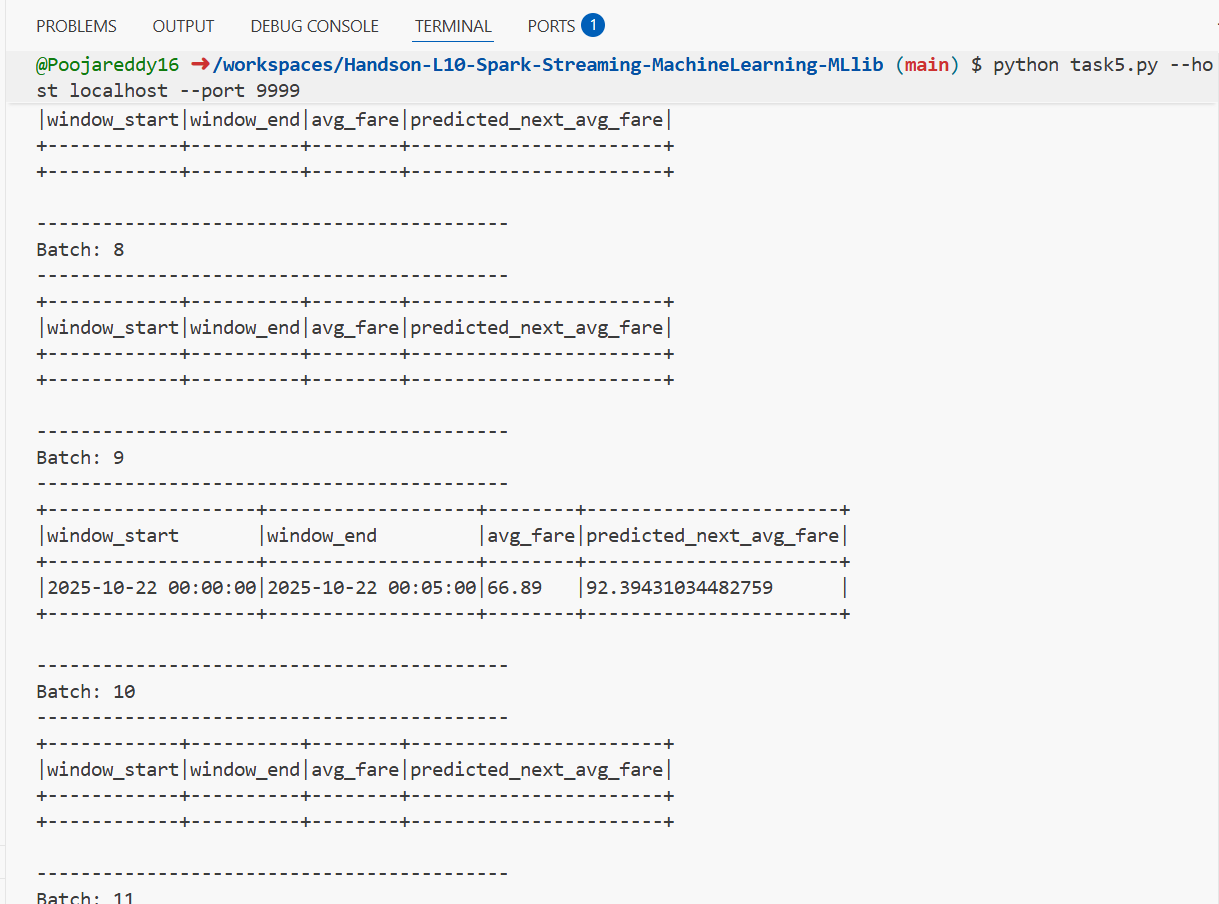 PROBLEMS OUTPUT DEBUG CONSOLE TERMINAL PORTS 1
@Poojareddy16 ➜/workspaces/Handson-L10-Spark-Streaming-MachineLearning-MLlib (main) $ python task5.py --ho
st localhost --port 9999
|window_start|window_end|avg_fare|predicted_next_avg_fare|
+------------+----------+--------+-----------------------+
+------------+----------+--------+-----------------------+
-------------------------------------------
Batch: 8
-------------------------------------------
+------------+----------+--------+-----------------------+
|window_start|window_end|avg_fare|predicted_next_avg_fare|
+------------+----------+--------+-----------------------+
+------------+----------+--------+-----------------------+
-------------------------------------------
Batch: 9
-------------------------------------------
+-------------------+-------------------+--------+-----------------------+
|window_start       |window_end         |avg_fare|predicted_next_avg_fare|
+-------------------+-------------------+--------+-----------------------+
|2025-10-22 00:00:00|2025-10-22 00:05:00|66.89   |92.39431034482759      |
+-------------------+-------------------+--------+-----------------------+
-------------------------------------------
Batch: 10
-------------------------------------------
+------------+----------+--------+-----------------------+
|window_start|window_end|avg_fare|predicted_next_avg_fare|
+------------+----------+--------+-----------------------+
+------------+----------+--------+-----------------------+
-------------------------------------------
Batch: 11